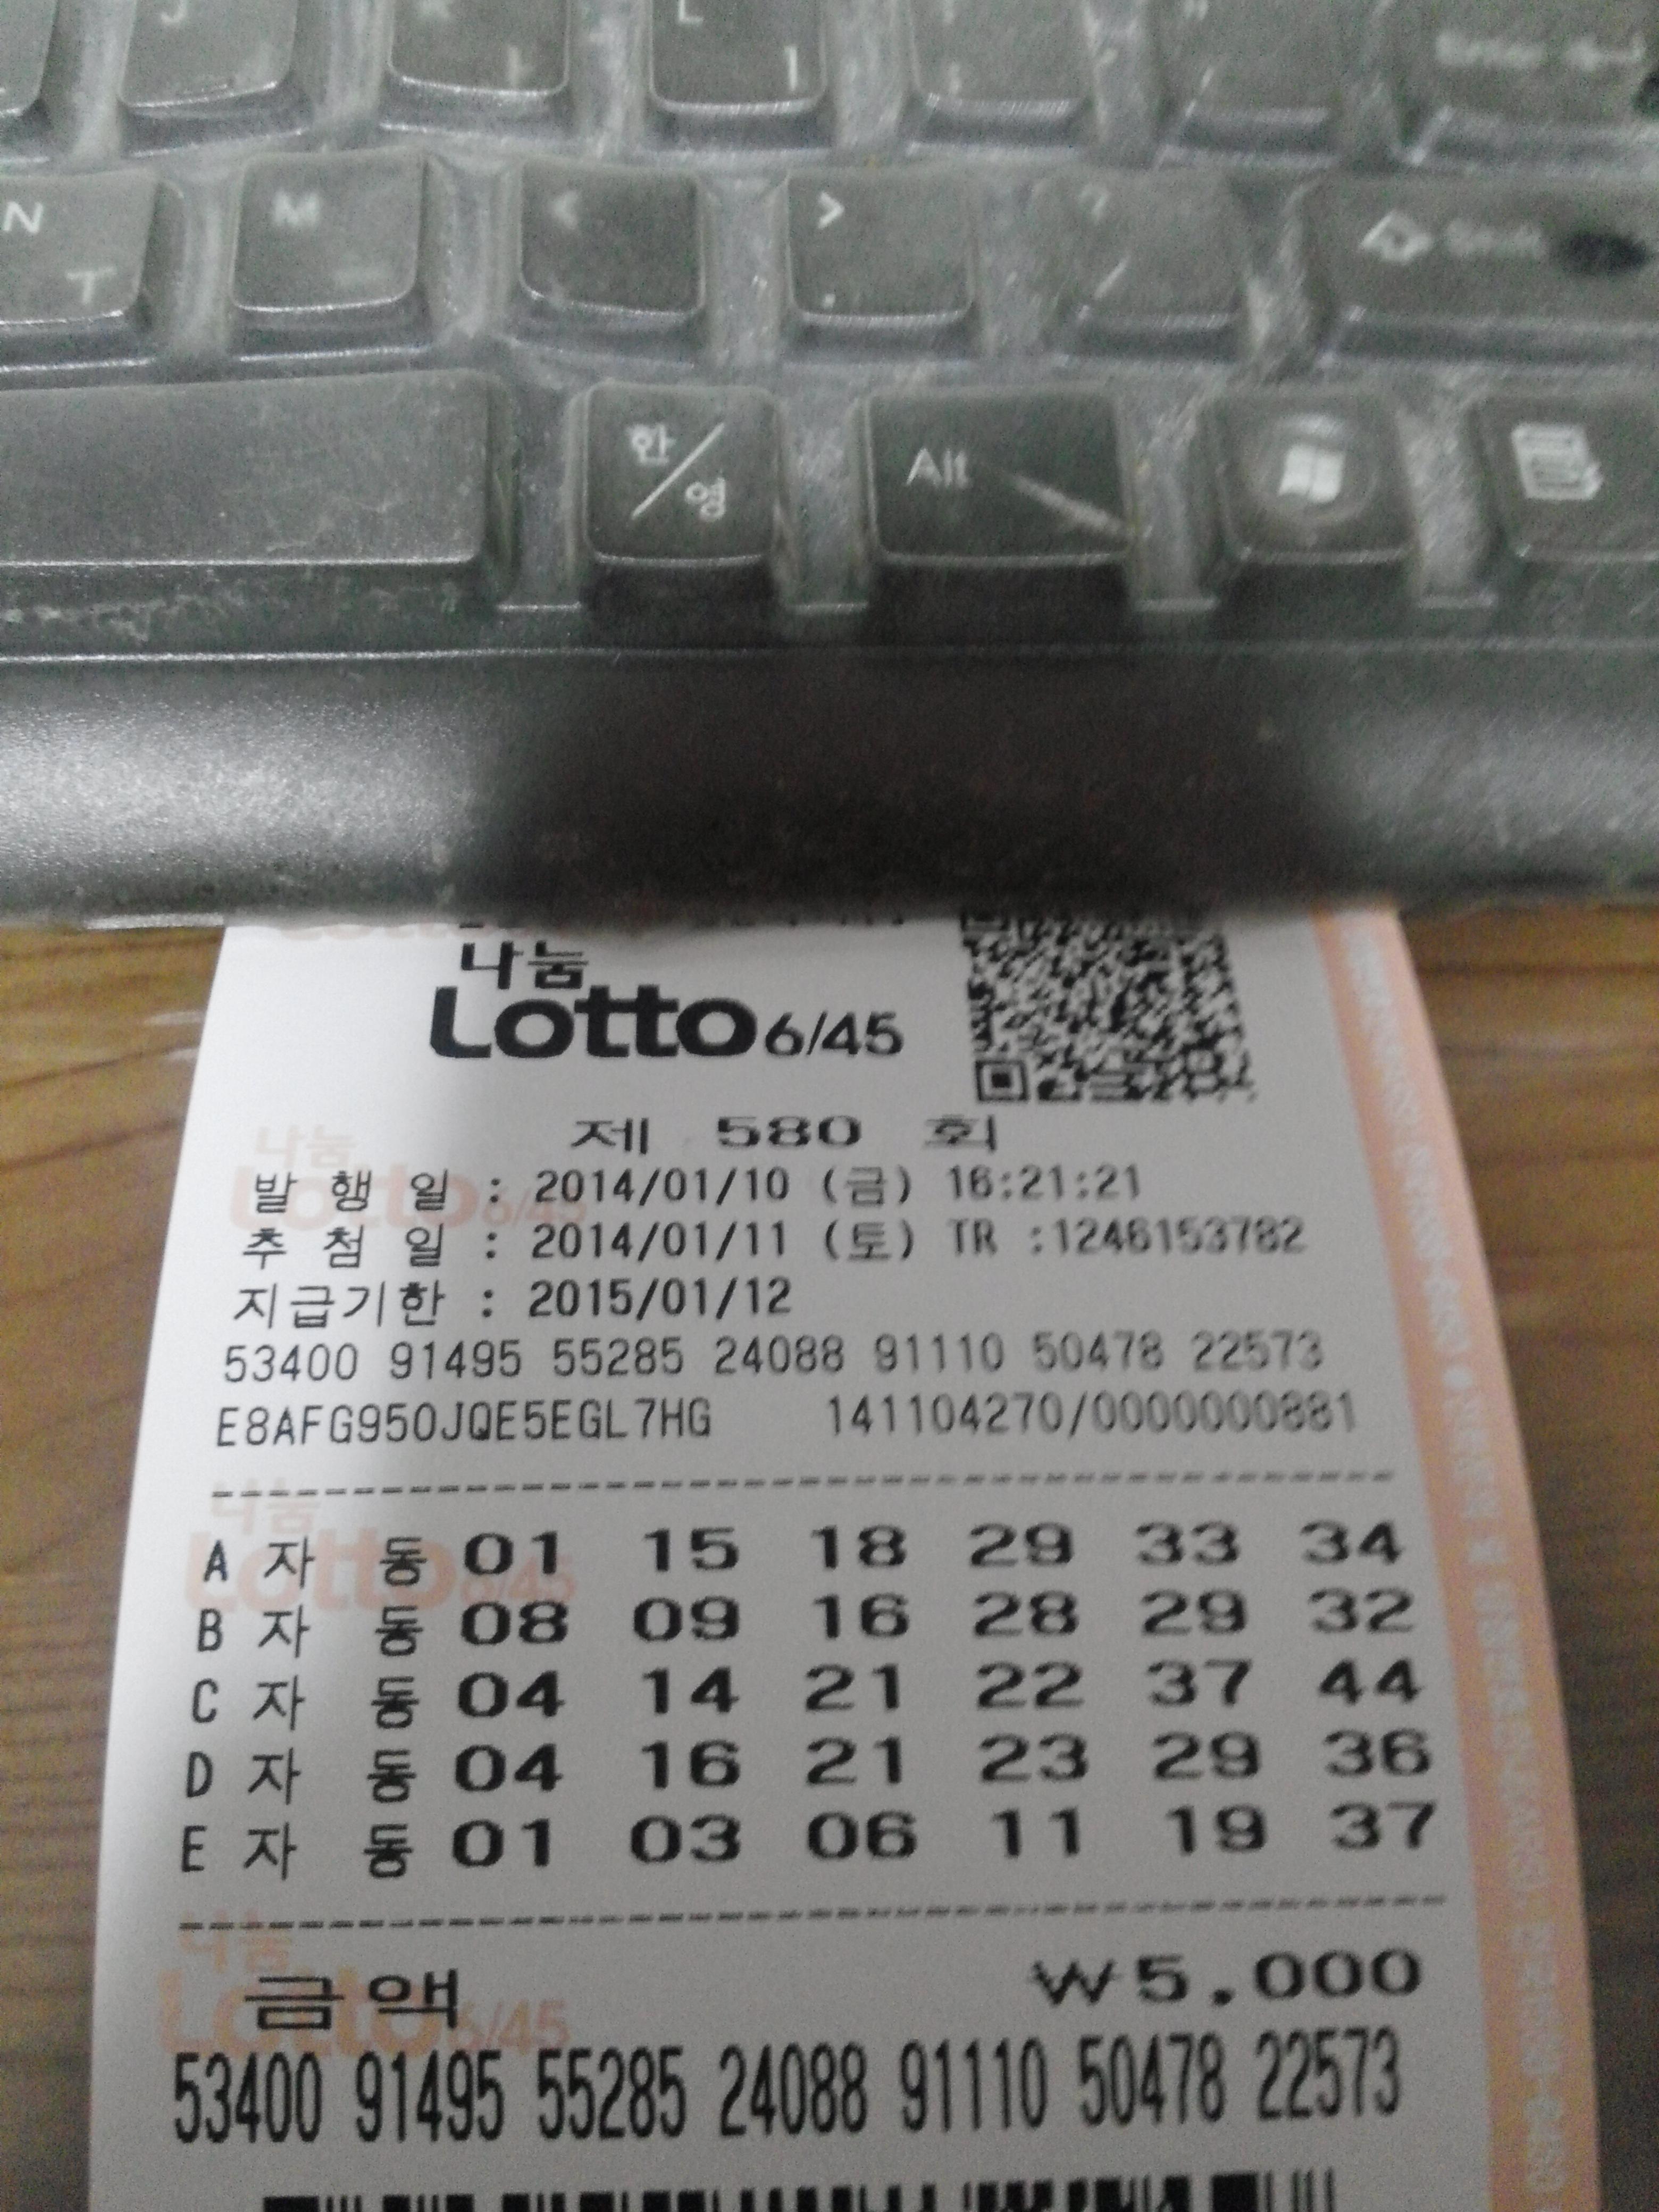 J
L ㅣ
N ㅜ M < >
한/영 Alt
나눔
Lotto 6/45
제 580 회
발 행 일 : 2014/01/10 (금) 16:21:21
추 첨 일 : 2014/01/11 (토) TR :1246153782
지급기한 : 2015/01/12
53400 91495 55285 24088 91110 50478 22573
E8AFG950JQE5EGL7HG 141104270/0000000881
A 자 동 01 15 18 29 33 34
B 자 동 08 09 16 28 29 32
C 자 동 04 14 21 22 37 44
D 자 동 04 16 21 23 29 36
E 자 동 01 03 06 11 19 37
금액 ₩5,000
53400 91495 55285 24088 91110 50478 22573